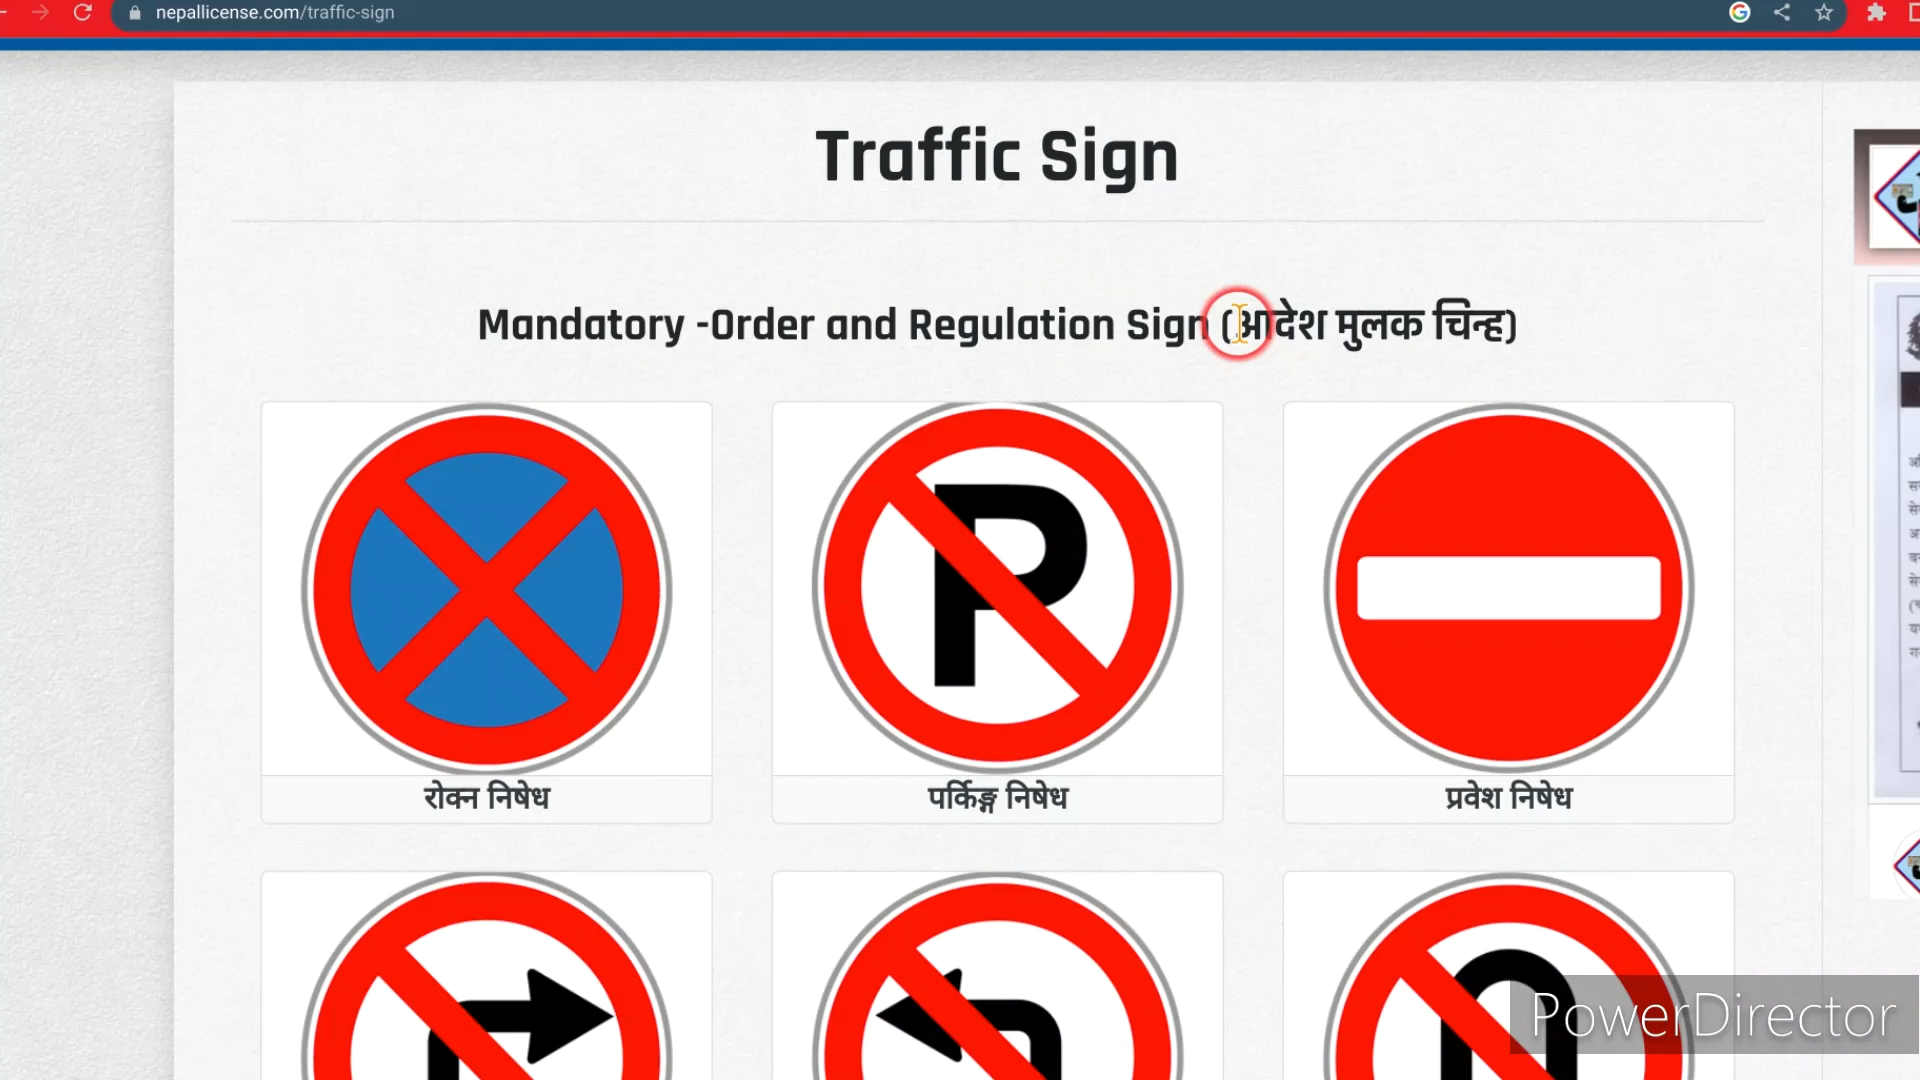 nepallicense.com/traffic-sign
Traffic Sign
Mandatory -Order and Regulation Sign (आदेश मुलक चिन्ह)
P
रोक्न निषेध
पर्किङ्ग निषेध
प्रवेश निषेध
PowerDirector